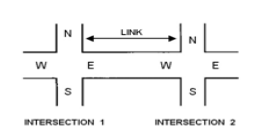 N LINK N
W E W E
S S
INTERSECTION 1 INTERSECTION 2